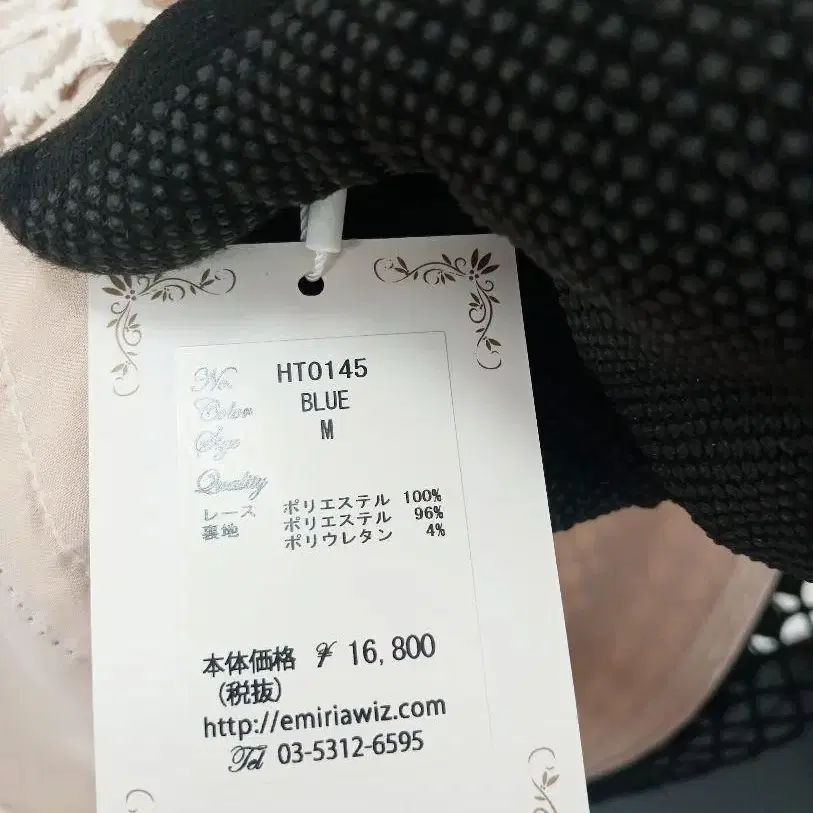 No. HT0145
Color BLUE
Size M
Quality
レース ポリエステル 100%
裏地 ポリエステル 96%
ポリウレタン 4%
本体価格 ¥ 16,800
(税抜)
http://emiriawiz.com
Tel 03-5312-6595